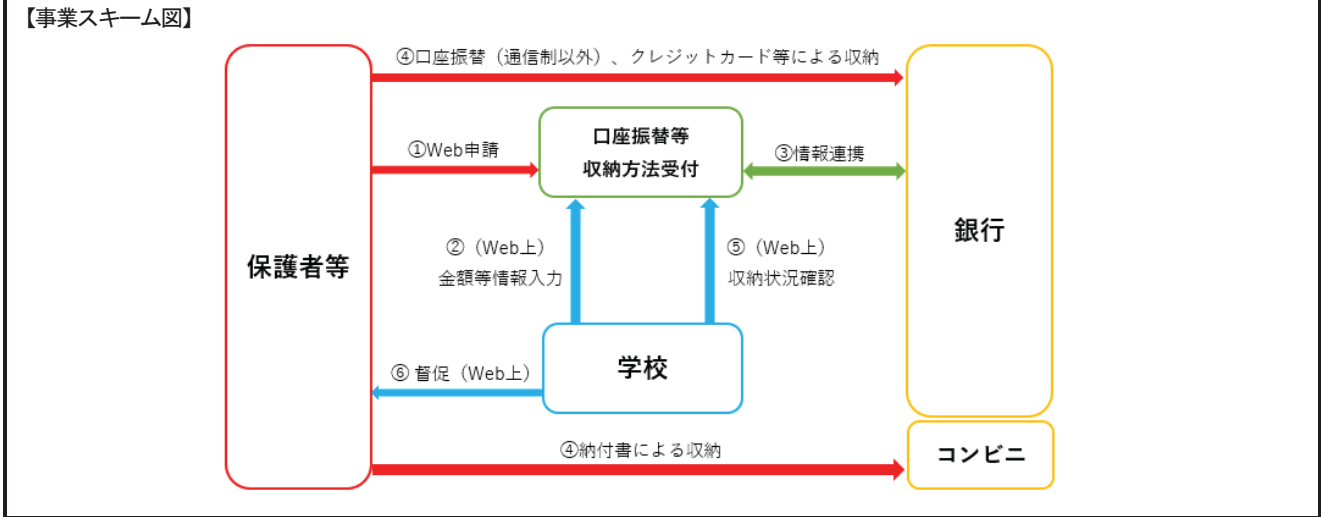 【事業スキーム図】
④口座振替（通信制以外）、クレジットカード等による収納
口座振替等
収納方法受付
①Web申請
③情報連携
銀行
保護者等
②（Web上）
金額等情報入力
⑤（Web上）
収納状況確認
学校
⑥ 督促（Web上）
④納付書による収納
コンビニ